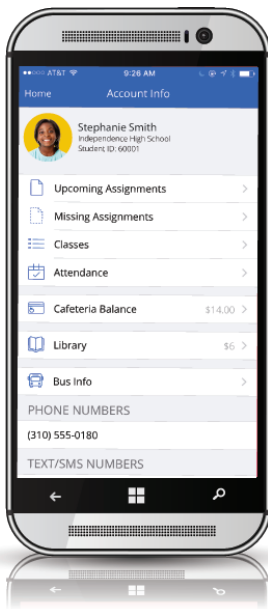 AT&T 9:26 AM
Home Account Info
Stephanie Smith
Independence High School
Student ID: 60001
Upcoming Assignments
Missing Assignments
Classes
Attendance
Cafeteria Balance $14.00
Library $6
Bus Info
PHONE NUMBERS
(310) 555-0180
TEXT/SMS NUMBERS